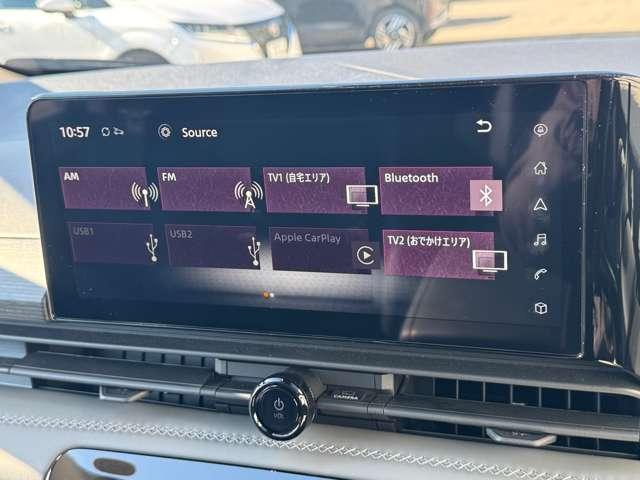 10:57
Source
AM
FM
TV1 (自宅エリア)
Bluetooth
USB1
USB2
Apple CarPlay
TV2 (おでかけエリア)
VOL
CAMERA